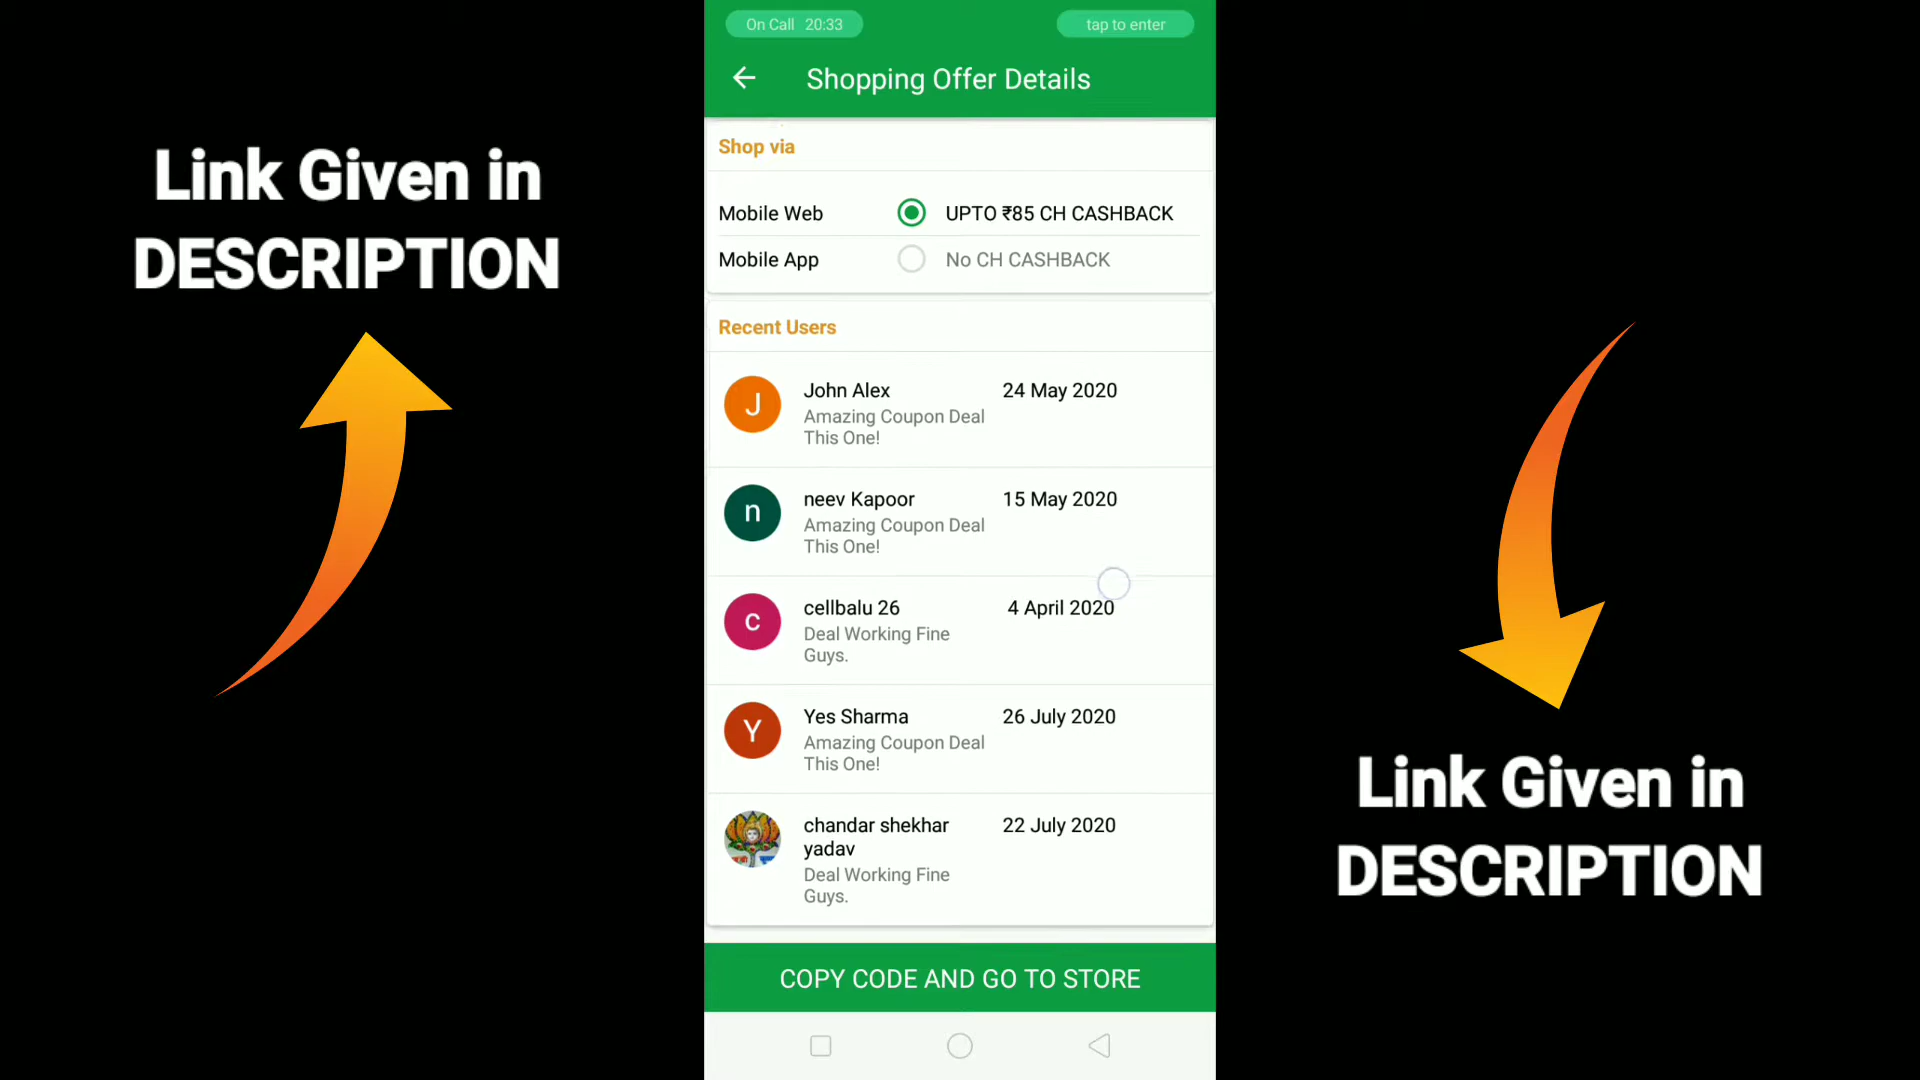 Link Given in
DESCRIPTION
On Call 20:33
tap to enter
Shopping Offer Details
Shop via
Mobile Web
UPTO ₹85 CH CASHBACK
Mobile App
No CH CASHBACK
Recent Users
J
John Alex
24 May 2020
Amazing Coupon Deal
This One!
n
neev Kapoor
15 May 2020
Amazing Coupon Deal
This One!
c
cellbalu 26
4 April 2020
Deal Working Fine
Guys.
Y
Yes Sharma
26 July 2020
Amazing Coupon Deal
This One!
chandar shekhar
yadav
22 July 2020
Deal Working Fine
Guys.
COPY CODE AND GO TO STORE
Link Given in
DESCRIPTION